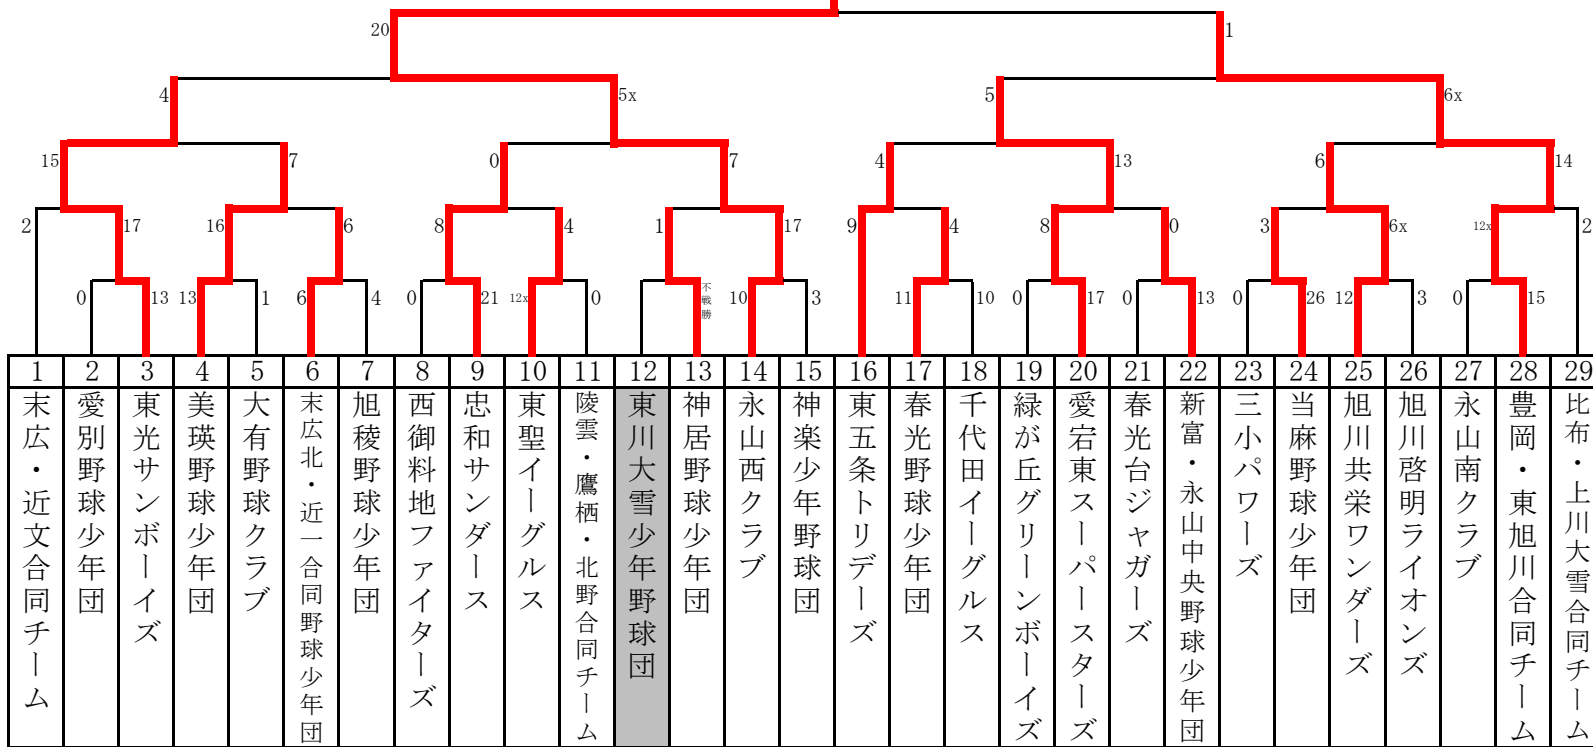 20 1
4 5x 5 6x
15 7 0 7 4 13 6 14
2 17 16 6 8 4 1 17 9 4 8 0 3 6x 12x 2
0 13 13 1 6 4 0 21 12x 0 不戦勝 10 3 11 10 0 17 0 13 0 26 12 3 0 15
1 2 3 4 5 6 7 8 9 10 11 12 13 14 15 16 17 18 19 20 21 22 23 24 25 26 27 28 29
末広・近文合同チーム
愛別野球少年団
東光サンボーイズ
美瑛野球少年団
大有野球クラブ
末広北・近一合同野球少年団
旭稜野球少年団
西御料地ファイターズ
忠和サンダース
東聖イーグルス
陵雲・鷹栖・北野合同チーム
東川大雪少年野球団
神居野球少年団
永山西クラブ
神楽少年野球団
東五条トリデーズ
春光野球少年団
千代田イーグルス
緑が丘グリーンボーイズ
愛宕東スーパースターズ
春光台ジャガーズ
新富・永山中央野球少年団
三小パワーズ
当麻野球少年団
旭川共栄ワンダーズ
旭川啓明ライオンズ
永山南クラブ
豊岡・東旭川合同チーム
比布・上川大雪合同チーム